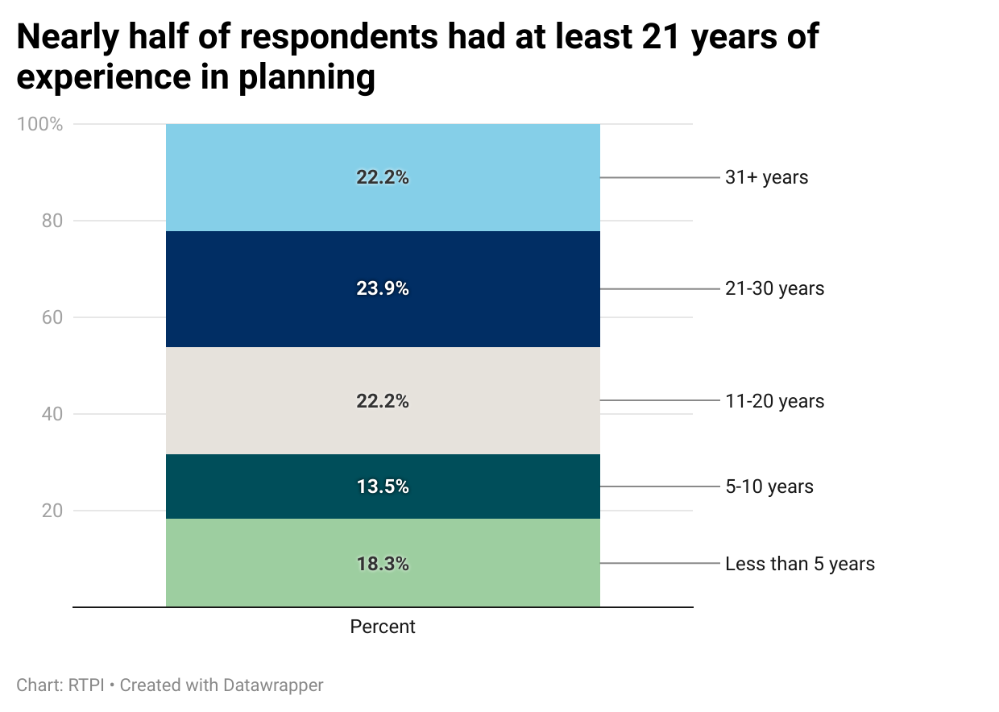 Nearly half of respondents had at least 21 years of
experience in planning
100%
22.2%
31+ years
80
23.9%
21-30 years
60
22.2%
11-20 years
40
13.5%
5-10 years
20
18.3%
Less than 5 years
Percent
Chart: RTPI • Created with Datawrapper